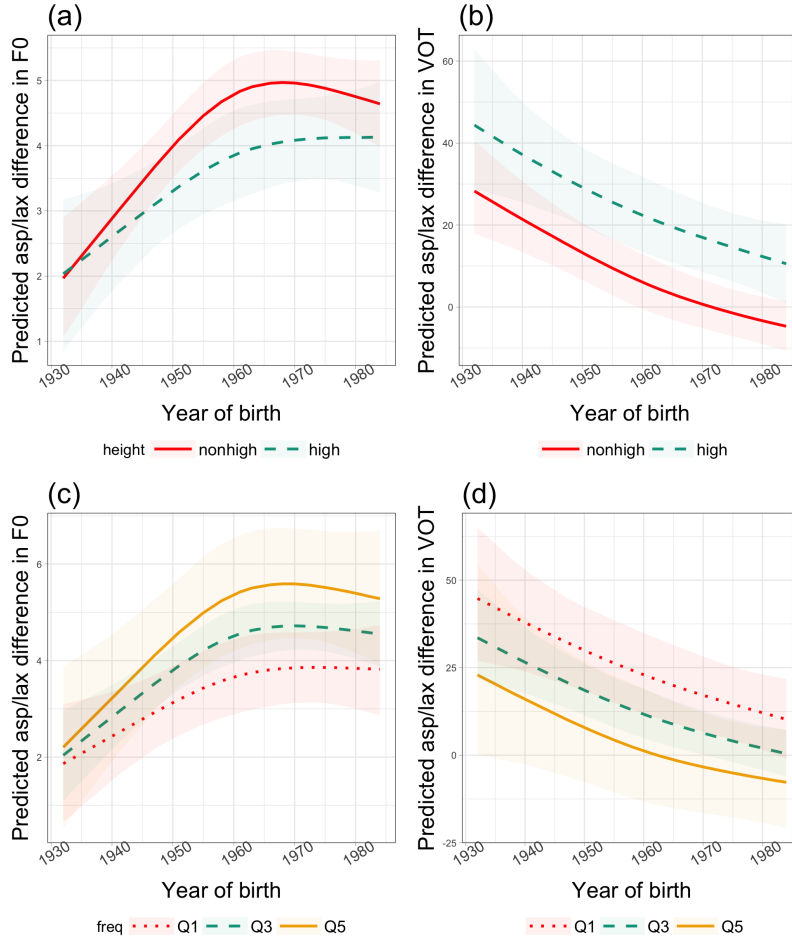 (a)
Predicted asp/lax difference in F0
5
4
3
2
1
1930 1940 1950 1960 1970 1980
Year of birth
height nonhigh high
(b)
Predicted asp/lax difference in VOT
60
40
20
0
1930 1940 1950 1960 1970 1980
Year of birth
nonhigh high
(c)
Predicted asp/lax difference in F0
6
4
2
1930 1940 1950 1960 1970 1980
Year of birth
freq Q1 Q3 Q5
(d)
Predicted asp/lax difference in VOT
50
25
0
-25
1930 1940 1950 1960 1970 1980
Year of birth
Q1 Q3 Q5